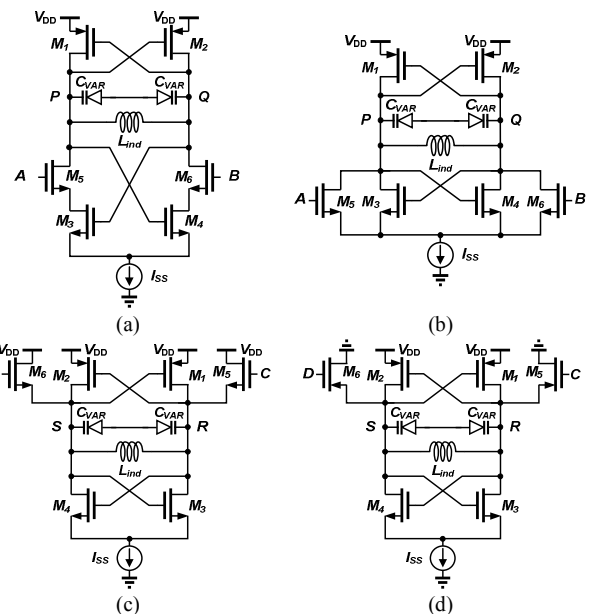 VDD VDD
M1 M2
CVAR CVAR
P Q
Lind
A M5 M6 B
M3 M4
ISS
(a)
VDD VDD
M1 M2
CVAR CVAR
P Q
Lind
A M5 M3 M4 M6 B
ISS
(b)
VDD VDD VDD VDD
M6 M2 M1 M5 C
CVAR CVAR
S R
Lind
M4 M3
ISS
(c)
VDD VDD
D M6 M2 M1 M5 C
CVAR CVAR
S R
Lind
M4 M3
ISS
(d)